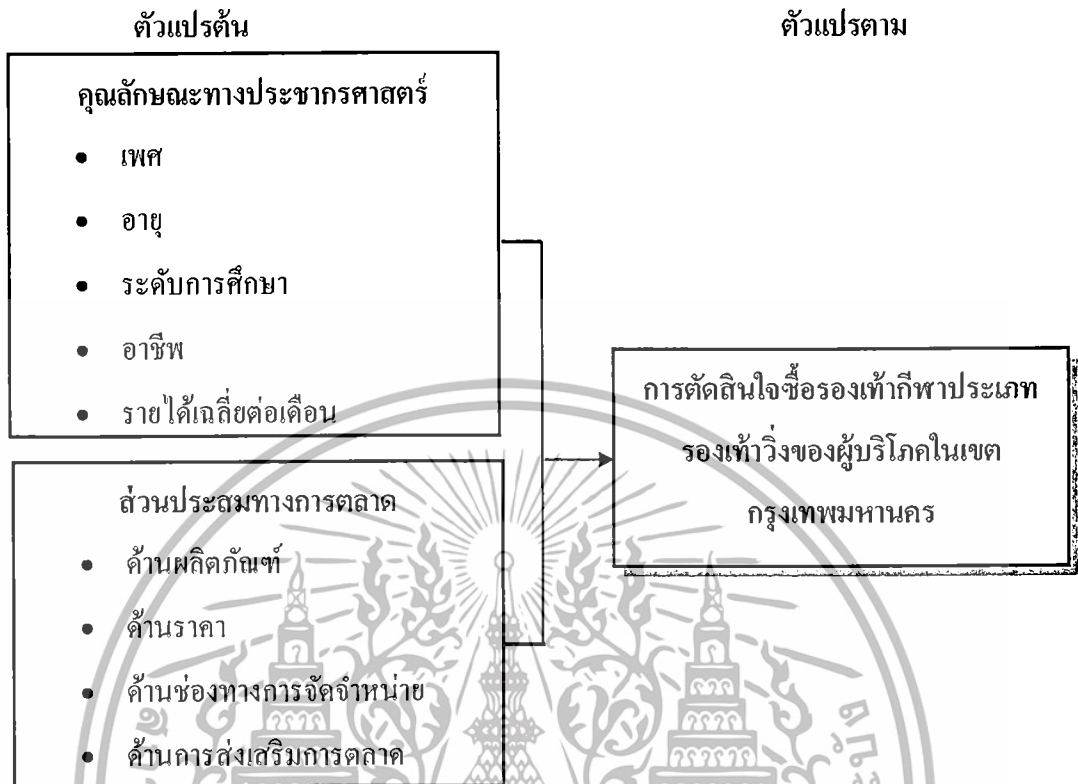 ตัวแปรต้น
ตัวแปรตาม
คุณลักษณะทางประชากรศาสตร์
• เพศ
• อายุ
• ระดับการศึกษา
• อาชีพ
• รายได้เฉลี่ยต่อเดือน
ส่วนประสมทางการตลาด
• ด้านผลิตภัณฑ์
• ด้านราคา
• ด้านช่องทางการจัดจำหน่าย
• ด้านการส่งเสริมการตลาด
การตัดสินใจซื้อรองเท้ากีฬาประเภท
รองเท้าวิ่งของผู้บริโภคในเขต
กรุงเทพมหานคร